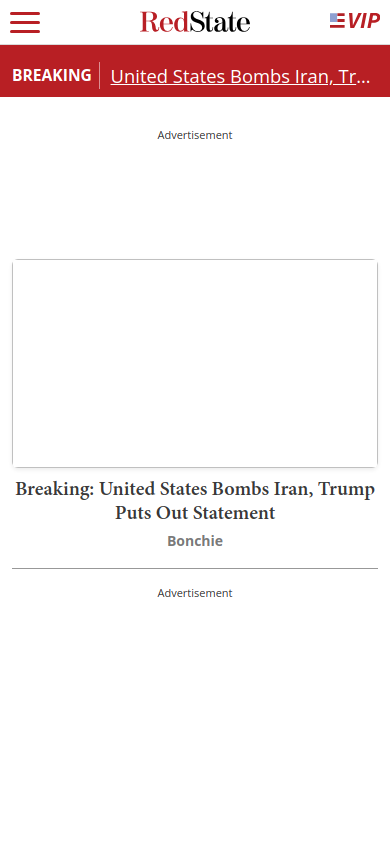 RedState
VIP
BREAKING
United States Bombs Iran, Tr...
Advertisement
Breaking: United States Bombs Iran, Trump
Puts Out Statement
Bonchie
Advertisement